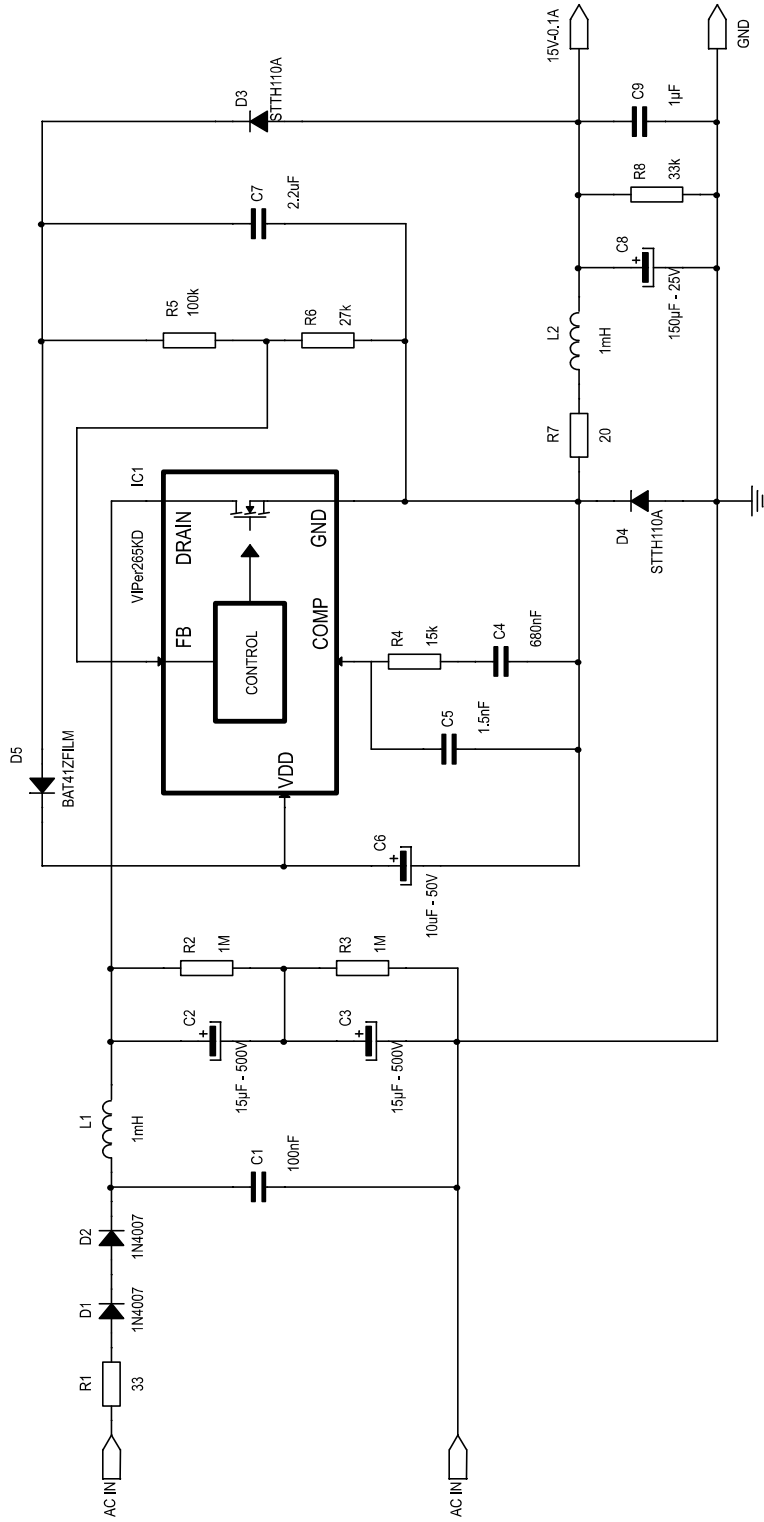 AC IN
R1
33
D1
1N4007
D2
1N4007
L1
1mH
C1
100nF
C2
15µF - 500V
C3
15µF - 500V
R2
1M
R3
1M
AC IN
D5
BAT41ZFILM
C6
10uF - 50V
VIPer265KD
IC1
VDD
FB
DRAIN
CONTROL
COMP
GND
C5
1.5nF
R4
15k
C4
680nF
R5
100k
R6
27k
C7
2.2uF
D3
STTH110A
D4
STTH110A
R7
20
L2
1mH
C8
150µF - 25V
R8
33k
C9
1µF
15V-0.1A
GND
+
+
+
+